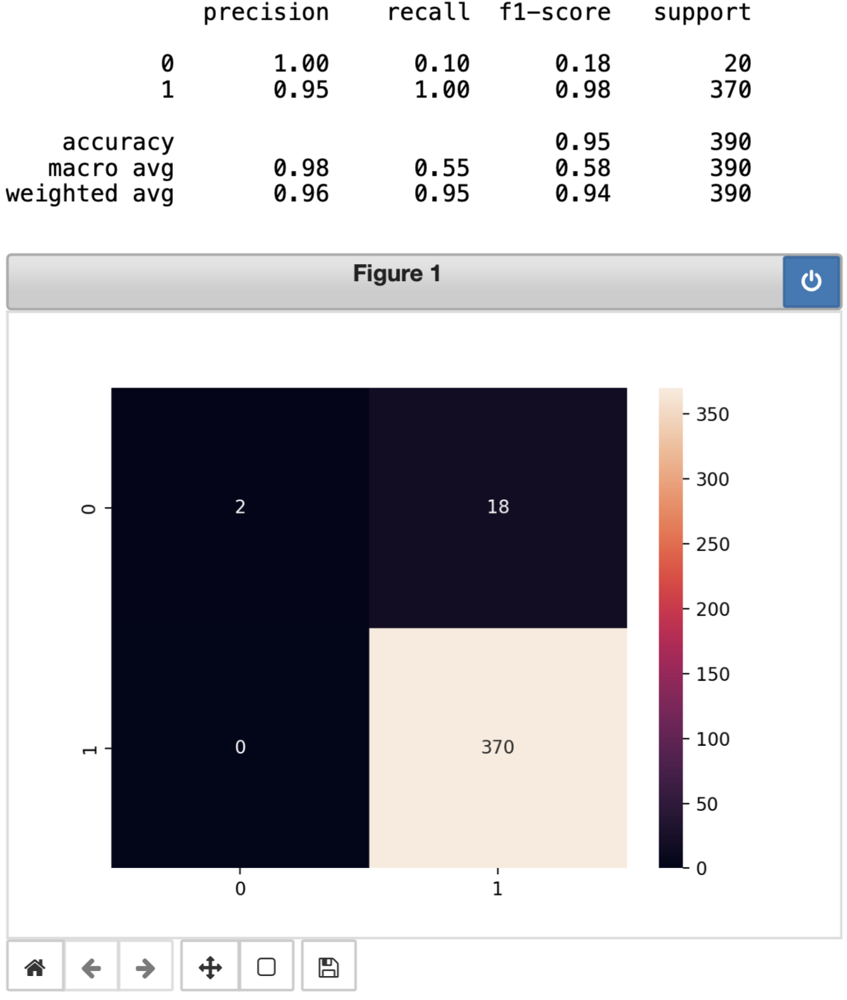 precision recall f1-score support
0 1.00 0.10 0.18 20
1 0.95 1.00 0.98 370
accuracy 0.95 390
macro avg 0.98 0.55 0.58 390
weighted avg 0.96 0.95 0.94 390
Figure 1
350
300
250
200
150
100
50
0
0
2 18
1
0 370
0 1